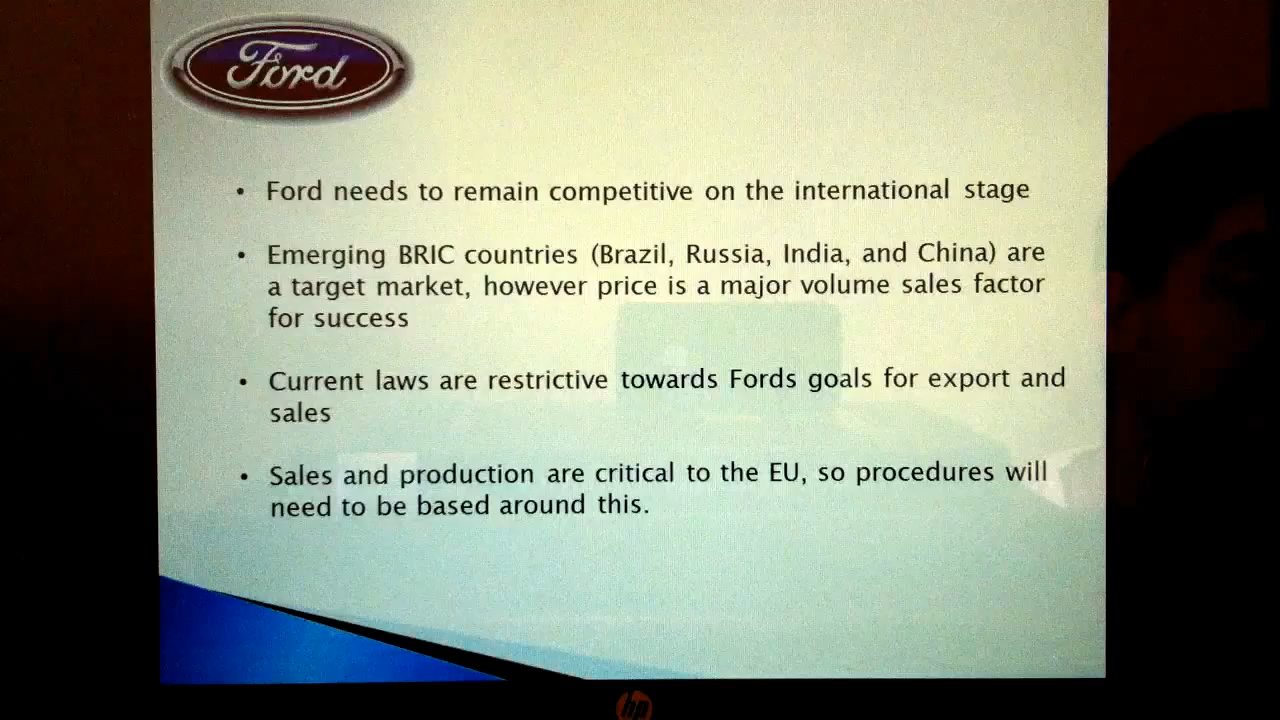 Ford
• Ford needs to remain competitive on the international stage
• Emerging BRIC countries (Brazil, Russia, India, and China) are
a target market, however price is a major volume sales factor
for success
• Current laws are restrictive towards Fords goals for export and
sales
• Sales and production are critical to the EU, so procedures will
need to be based around this.
hp